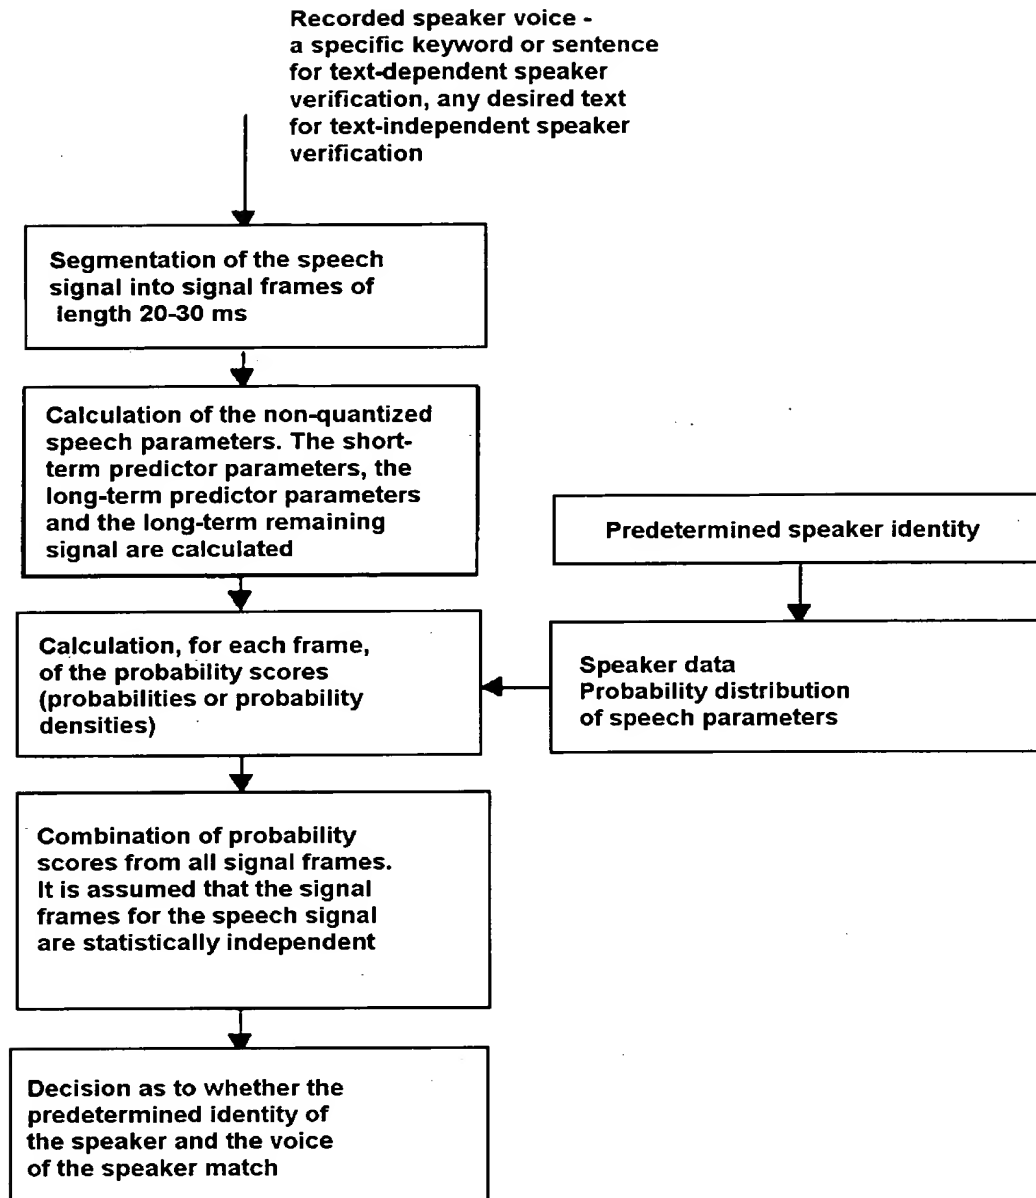 Recorded speaker voice -
a specific keyword or sentence
for text-dependent speaker
verification, any desired text
for text-independent speaker
verification
Segmentation of the speech
signal into signal frames of
length 20-30 ms
Calculation of the non-quantized
speech parameters. The short-
term predictor parameters, the
long-term predictor parameters
and the long-term remaining
signal are calculated
Predetermined speaker identity
Calculation, for each frame,
of the probability scores
(probabilities or probability
densities)
Speaker data
Probability distribution
of speech parameters
Combination of probability
scores from all signal frames.
It is assumed that the signal
frames for the speech signal
are statistically independent
Decision as to whether the
predetermined identity of
the speaker and the voice
of the speaker match